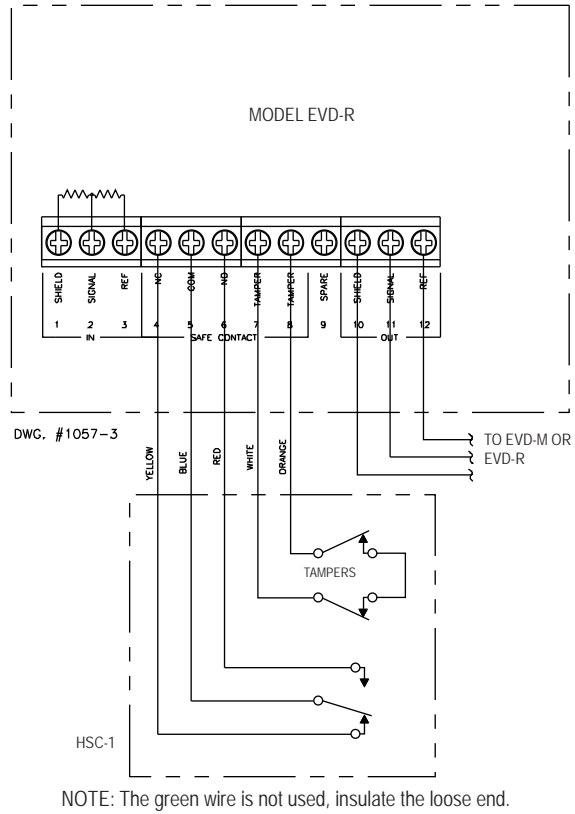 MODEL EVD-R
SHIELD
SIGNAL
REF
NC
COM
NO
TAMPER
TAMPER
SPARE
SHIELD
SIGNAL
REF
1 2 3 4 5 6 7 8 9 10 11 12
IN SAFE CONTACT OUT
DWG, #1057-3
TO EVD-M OR
EVD-R
YELLOW
BLUE
RED
WHITE
ORANGE
TAMPERS
HSC-1
NOTE: The green wire is not used, insulate the loose end.